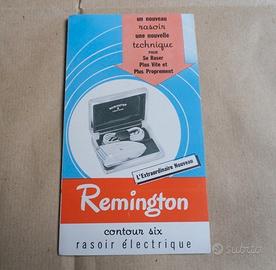 un nouveau
rasoir
une nouvelle
technique
POUR
Se Raser
Plus Vite et
Plus Proprement
REMINGTON
L'Extraordinaire Nouveau
Remington
contour six
rasoir électrique
subito